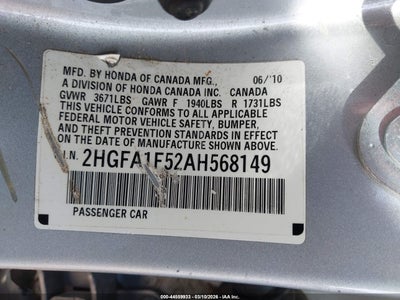 MFD. BY HONDA OF CANADA MFG., 06/'10
A DIVISION OF HONDA CANADA INC.
GVWR 3671LBS GAWR F 1940LBS R 1731LBS
THIS VEHICLE CONFORMS TO ALL APPLICABLE
FEDERAL MOTOR VEHICLE SAFETY, BUMPER,
AND THEFT PREVENTION STANDARDS IN EFFECT
ON THE DATE OF MANUFACTURE SHOWN ABOVE.
V.I.N. 2HGFA1F52AH568149
PASSENGER CAR
000-44559933 — 03/10/2026 — IAA Inc.